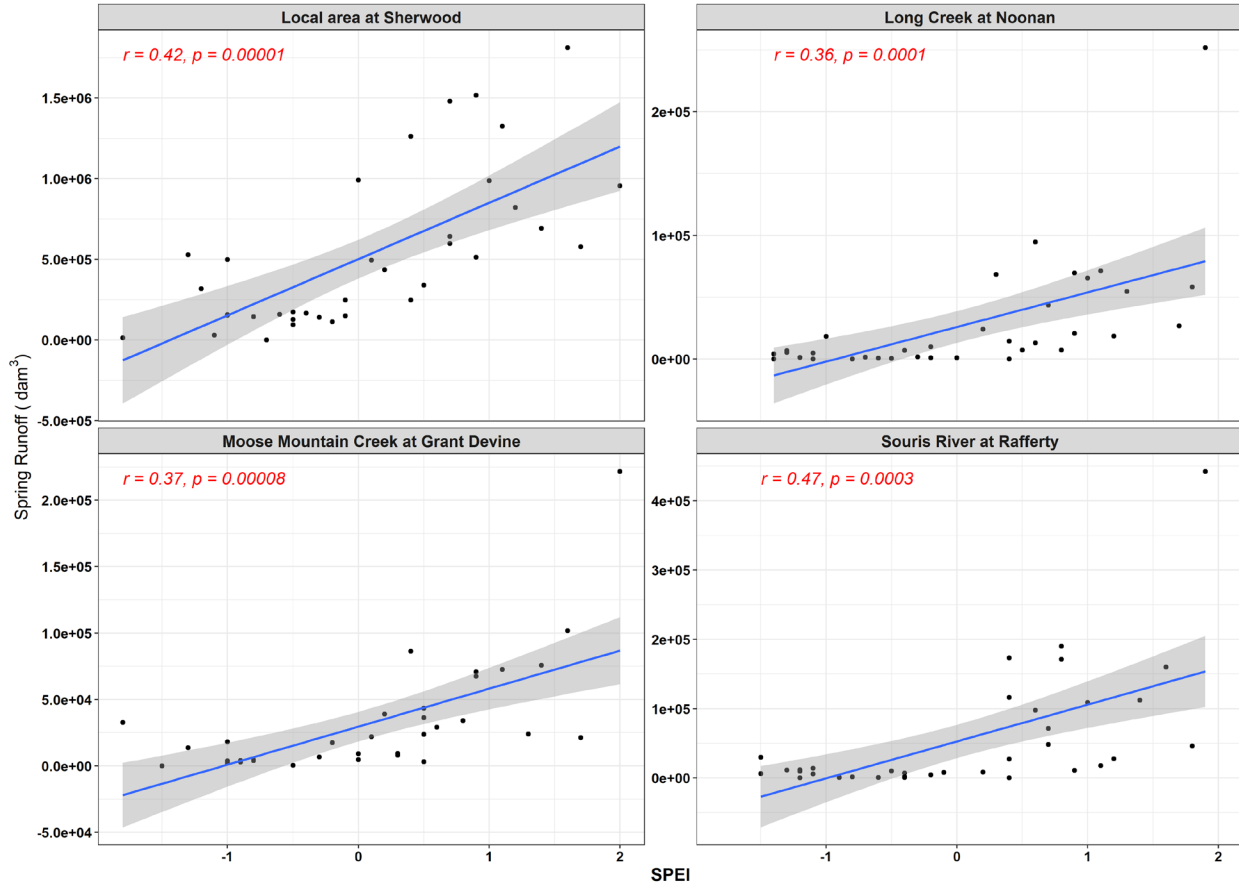 Local area at Sherwood
r = 0.42, p = 0.00001
1.5e+06
1.0e+06
5.0e+05
0.0e+00
-5.0e+05
Long Creek at Noonan
r = 0.36, p = 0.0001
2e+05
1e+05
0e+00
Spring Runoff ( dam³)
Moose Mountain Creek at Grant Devine
r = 0.37, p = 0.00008
2.0e+05
1.5e+05
1.0e+05
5.0e+04
0.0e+00
-5.0e+04
-1 0 1 2
Souris River at Rafferty
r = 0.47, p = 0.0003
4e+05
3e+05
2e+05
1e+05
0e+00
-1 0 1 2
SPEI